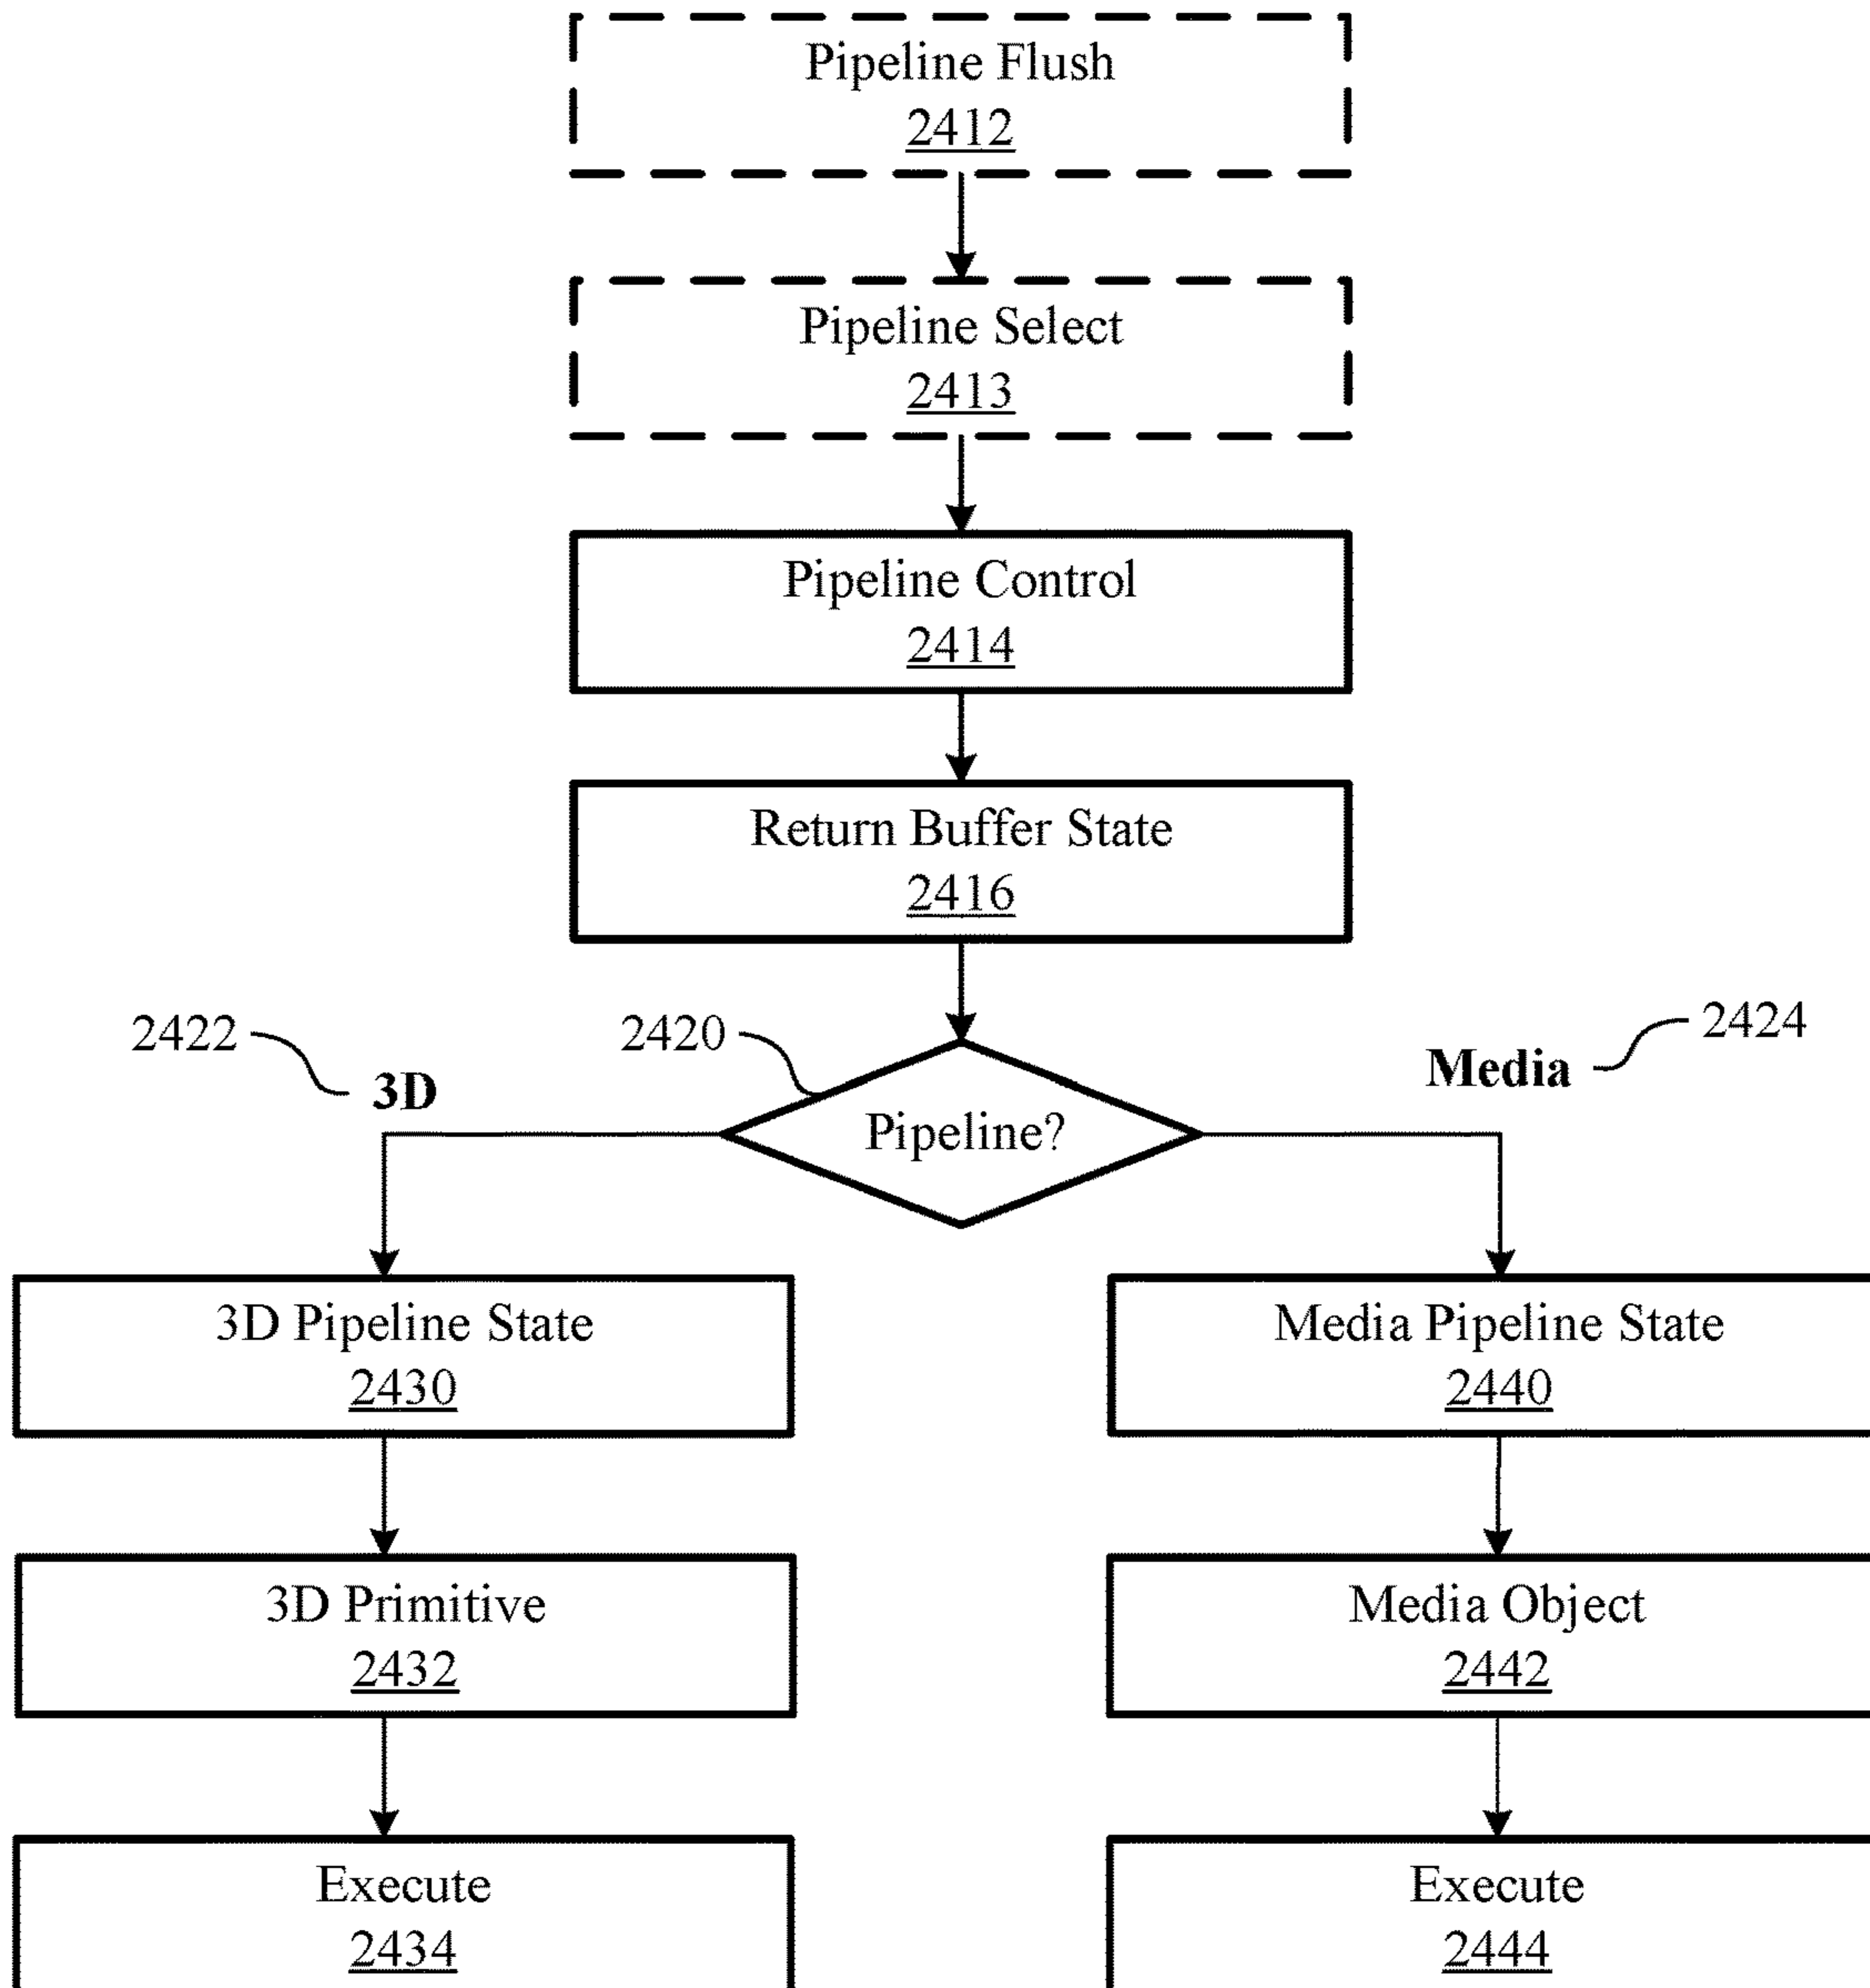 Pipeline Flush
2412
Pipeline Select
2413
Pipeline Control
2414
Return Buffer State
2416
2422
2420
2424
3D
Media
Pipeline?
3D Pipeline State
2430
Media Pipeline State
2440
3D Primitive
2432
Media Object
2442
Execute
2434
Execute
2444